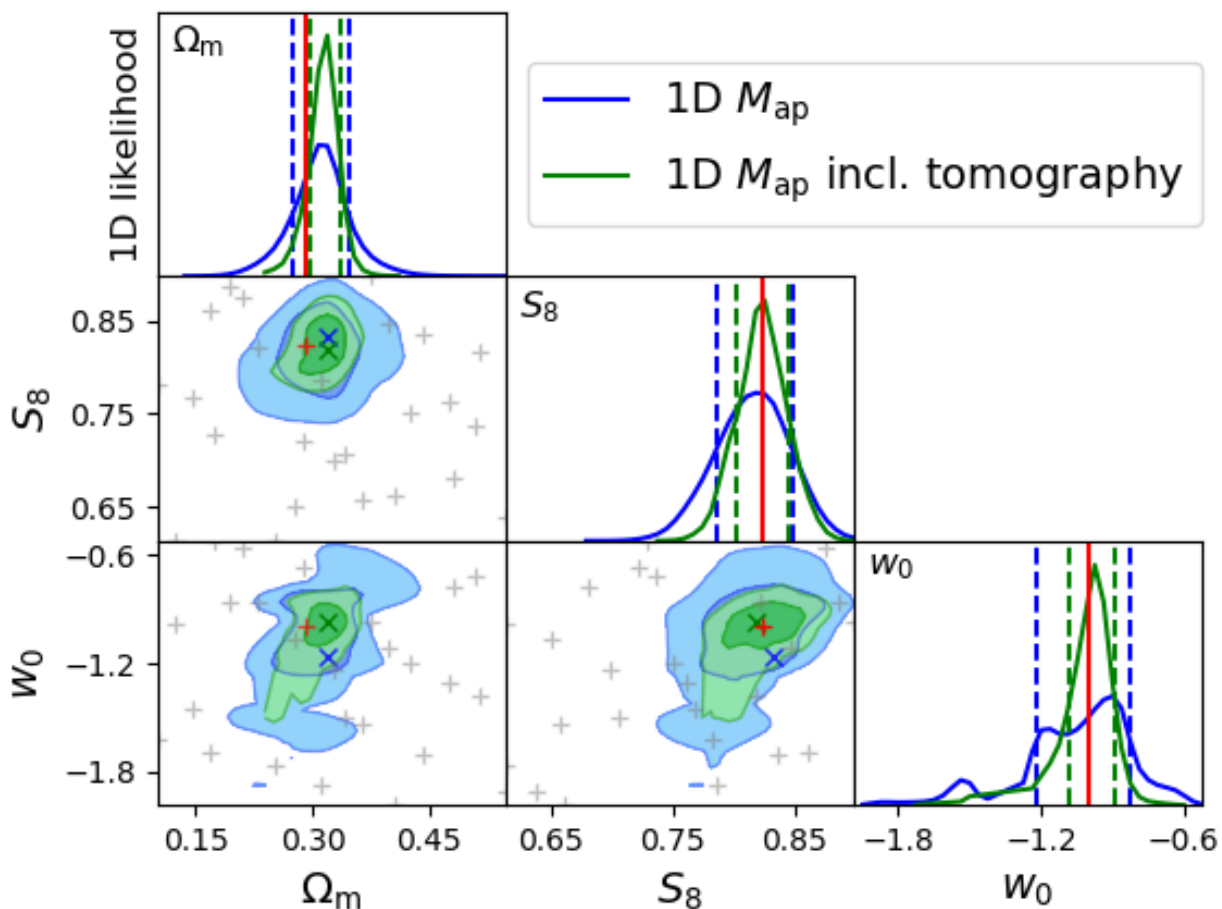 1D likelihood
Ωₘ
1D Mₐₚ
1D Mₐₚ incl. tomography
S₈
0.85
0.75
0.65
S₈
w₀
−0.6
−1.2
−1.8
w₀
0.15 0.30 0.45 0.65 0.75 0.85 −1.8 −1.2 −0.6
Ωₘ S₈ w₀